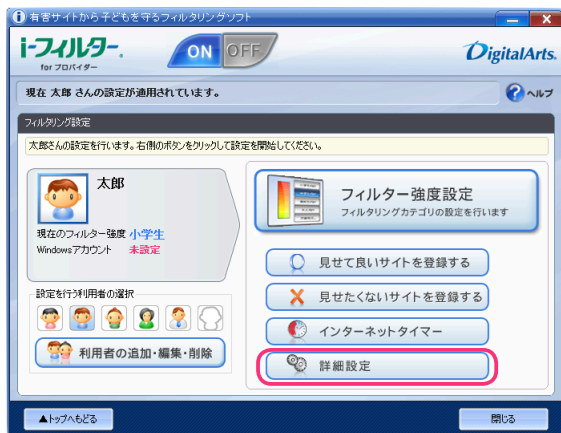 有害サイトから子どもを守るフィルタリングソフト
i-フィルター.
for プロバイダー
ON OFF
DigitalArts.
現在 太郎 さんの設定が適用されています。
ヘルプ
フィルタリング設定
太郎さんの設定を行います。右側のボタンをクリックして設定を開始してください。
太郎
現在のフィルター強度 小学生
Windowsアカウント 未設定
設定を行う利用者の選択
利用者の追加・編集・削除
フィルター強度設定
フィルタリングカテゴリの設定を行います
見せて良いサイトを登録する
見せたくないサイトを登録する
インターネットタイマー
詳細設定
▲トップへもどる
閉じる